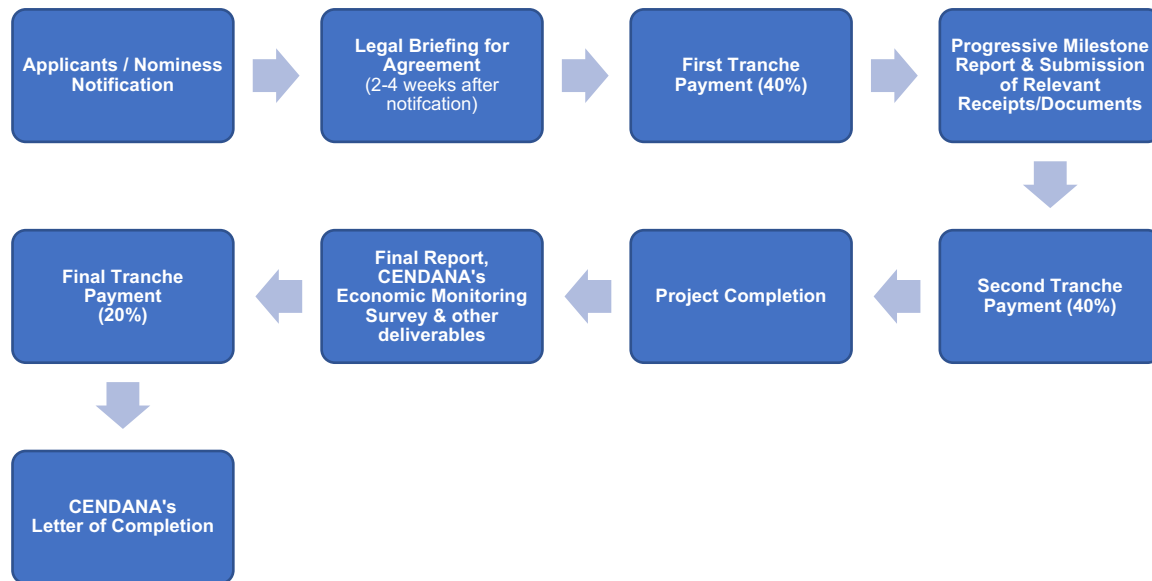 Applicants / Nominess
Notification
Legal Briefing for
Agreement
(2-4 weeks after
notifcation)
First Tranche
Payment (40%)
Progressive Milestone
Report & Submission
of Relevant
Receipts/Documents
Second Tranche
Payment (40%)
Project Completion
Final Report,
CENDANA's
Economic Monitoring
Survey & other
deliverables
Final Tranche
Payment
(20%)
CENDANA's
Letter of Completion